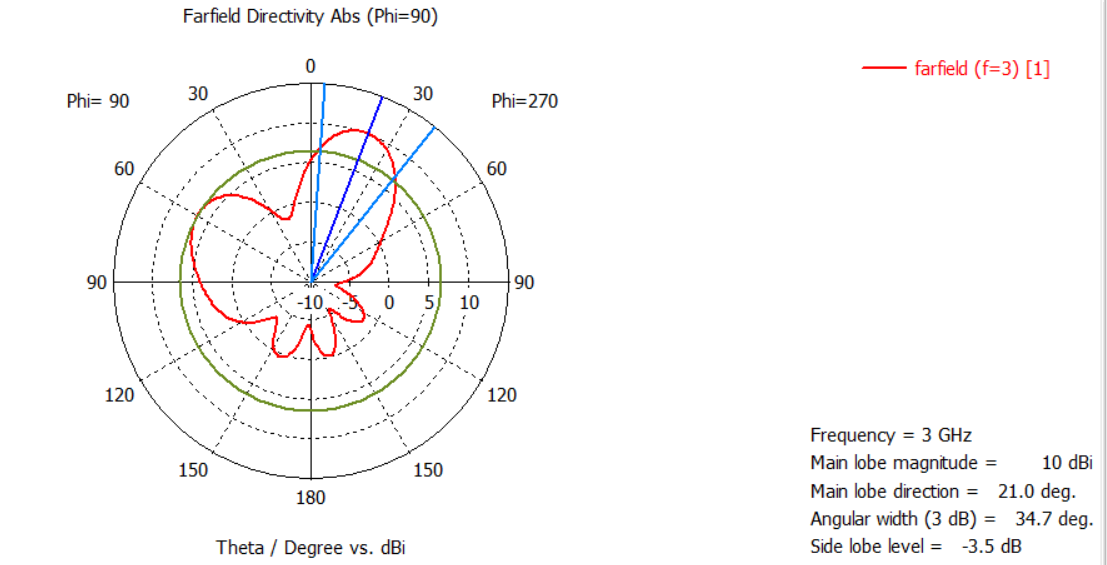 Farfield Directivity Abs (Phi=90)
farfield (f=3) [1]
0
Phi= 90
30
30
Phi=270
60
60
90
90
-10
-5
0
5
10
120
120
150
150
180
Theta / Degree vs. dBi
Frequency = 3 GHz
Main lobe magnitude = 10 dBi
Main lobe direction = 21.0 deg.
Angular width (3 dB) = 34.7 deg.
Side lobe level = -3.5 dB